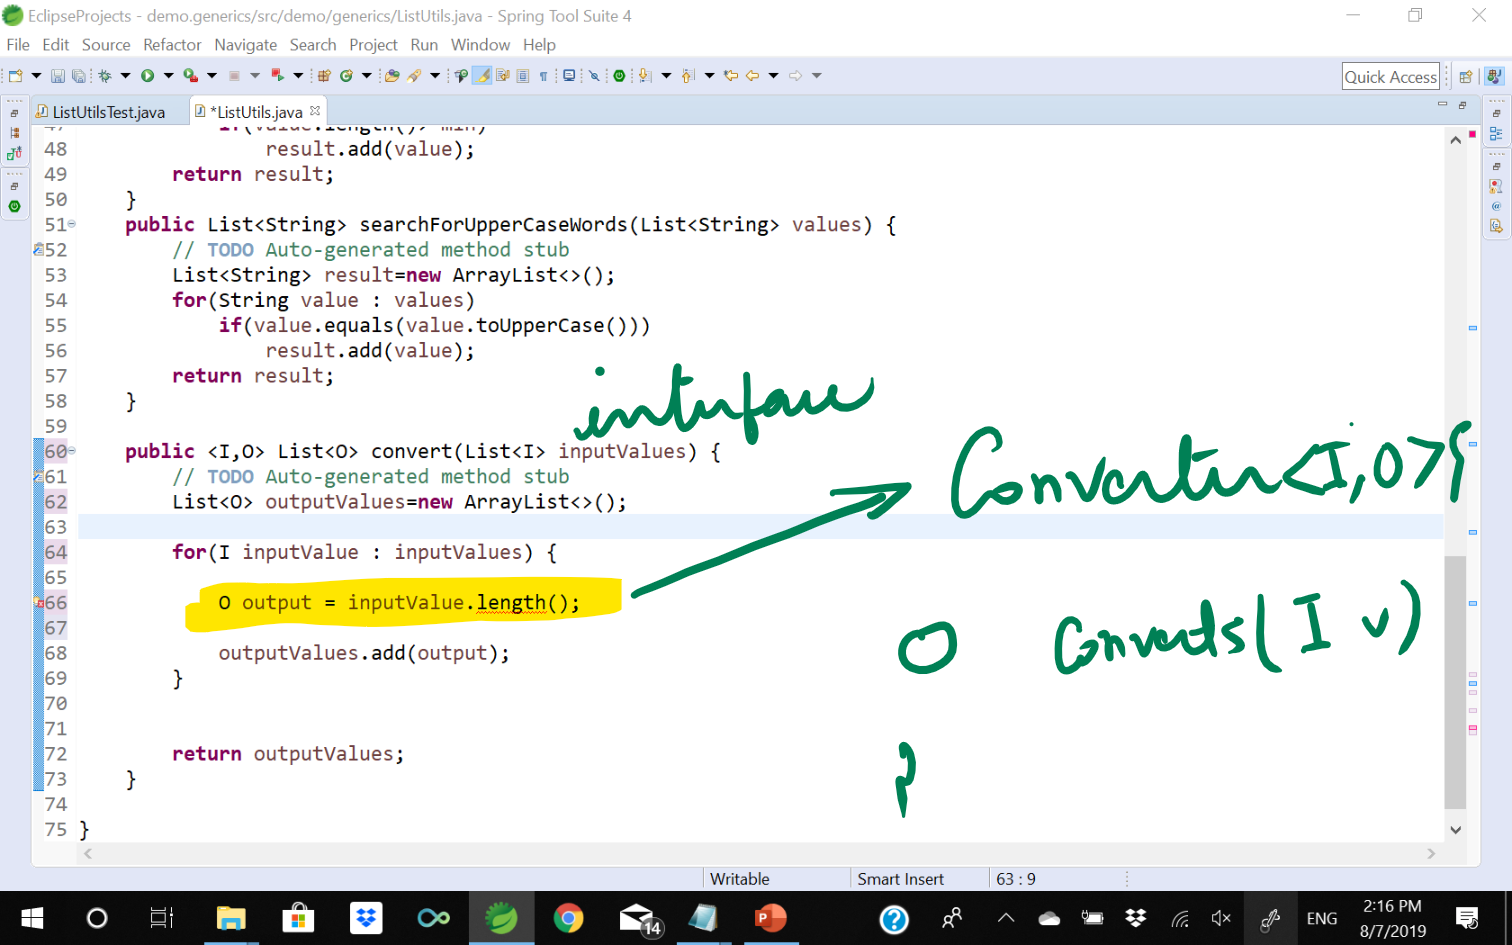 EclipseProjects - demo.generics/src/demo/generics/ListUtils.java - Spring Tool Suite 4
File Edit Source Refactor Navigate Search Project Run Window Help
Quick Access
ListUtilsTest.java *ListUtils.java
47 if(value.length()> min)
48 result.add(value);
49 return result;
50 }
51 public List<String> searchForUpperCaseWords(List<String> values) {
52 // TODO Auto-generated method stub
53 List<String> result=new ArrayList<>();
54 for(String value : values)
55 if(value.equals(value.toUpperCase()))
56 result.add(value);
57 return result;
58 }
interface
59
60 public <I,O> List<O> convert(List<I> inputValues) {
Converter<I,O>{
61 // TODO Auto-generated method stub
62 List<O> outputValues=new ArrayList<>();
63
64 for(I inputValue : inputValues) {
65
66 O output = inputValue.length();
O Converts(I v)
67
68 outputValues.add(output);
69 }
70
71
72 return outputValues;
73 }
}
74
75 }
Writable Smart Insert 63 : 9
14 ENG 2:16 PM
8/7/2019